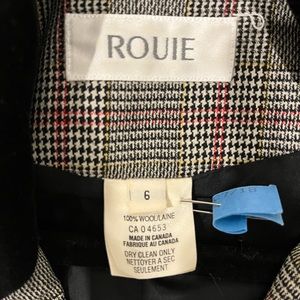 ROUIE
6
100% WOOL/LAINE
CA 04653
MADE IN CANADA
FABRIQUE AU CANADA
DRY CLEAN ONLY
NETTOYER A SEC
SEULEMENT